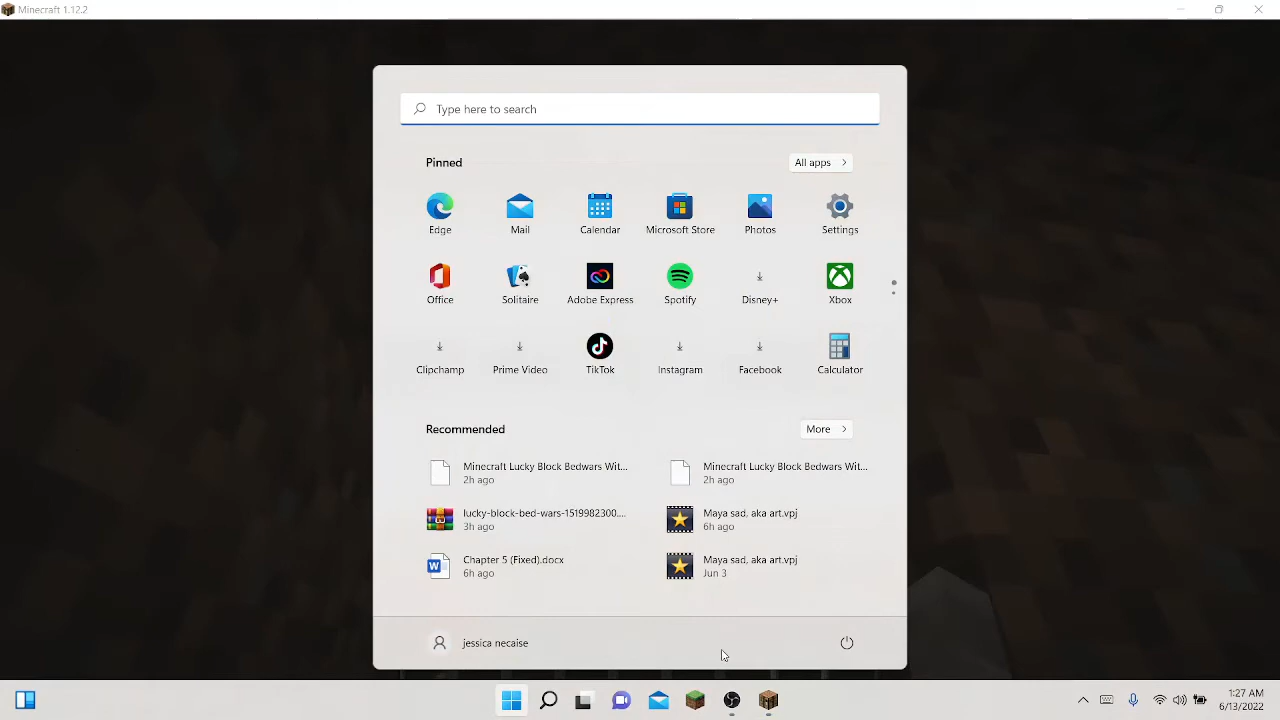 Minecraft 1.12.2
Type here to search
Pinned
All apps
Edge
Mail
Calendar
Microsoft Store
Photos
Settings
Office
Solitaire
Adobe Express
Spotify
Disney+
Xbox
Clipchamp
Prime Video
TikTok
Instagram
Facebook
Calculator
Recommended
More
Minecraft Lucky Block Bedwars Wit...
2h ago
Minecraft Lucky Block Bedwars Wit...
2h ago
lucky-block-bed-wars-1519982300....
3h ago
Maya sad, aka art.vpj
6h ago
Chapter 5 (Fixed).docx
6h ago
Maya sad, aka art.vpj
Jun 3
jessica necaise
1:27 AM
6/13/2022